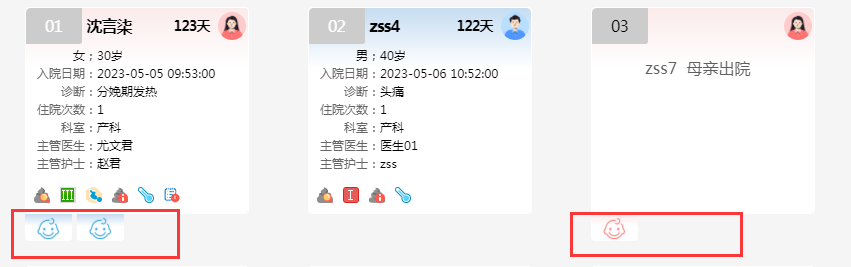 01 沈言柒 123天
女；30岁
入院日期：2023-05-05 09:53:00
诊断：分娩期发热
住院次数：1
科室：产科
主管医生：尤文君
主管护士：赵君
02 zss4 122天
男；40岁
入院日期：2023-05-06 10:52:00
诊断：头痛
住院次数：1
科室：产科
主管医生：医生01
主管护士：zss
03
zss7 母亲出院